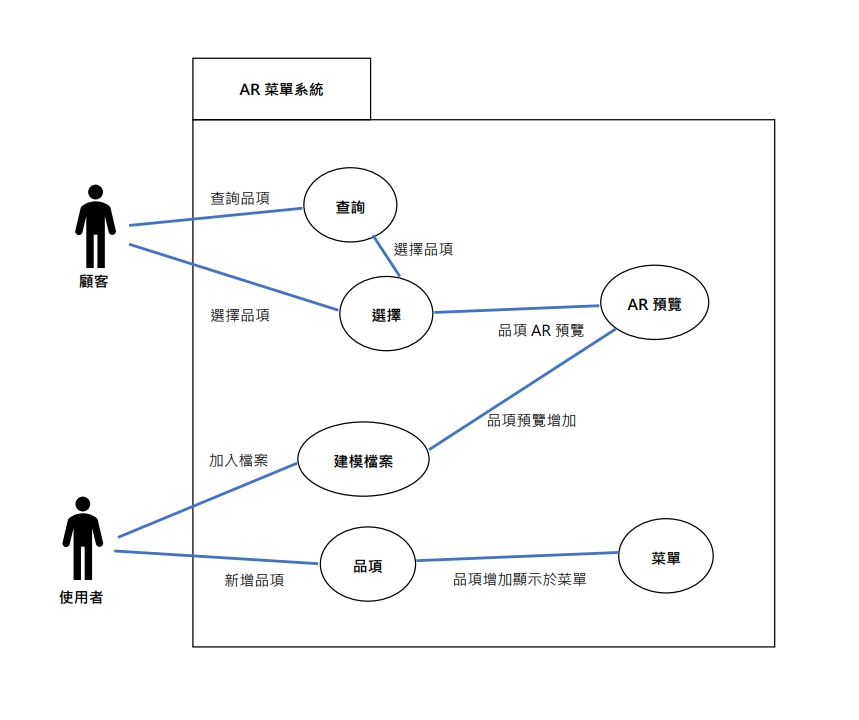 AR 菜單系統
查詢品項
查詢
選擇品項
顧客
選擇品項
選擇
AR 預覽
品項 AR 預覽
品項預覽增加
加入檔案
建模檔案
使用者
新增品項
品項
品項增加顯示於菜單
菜單